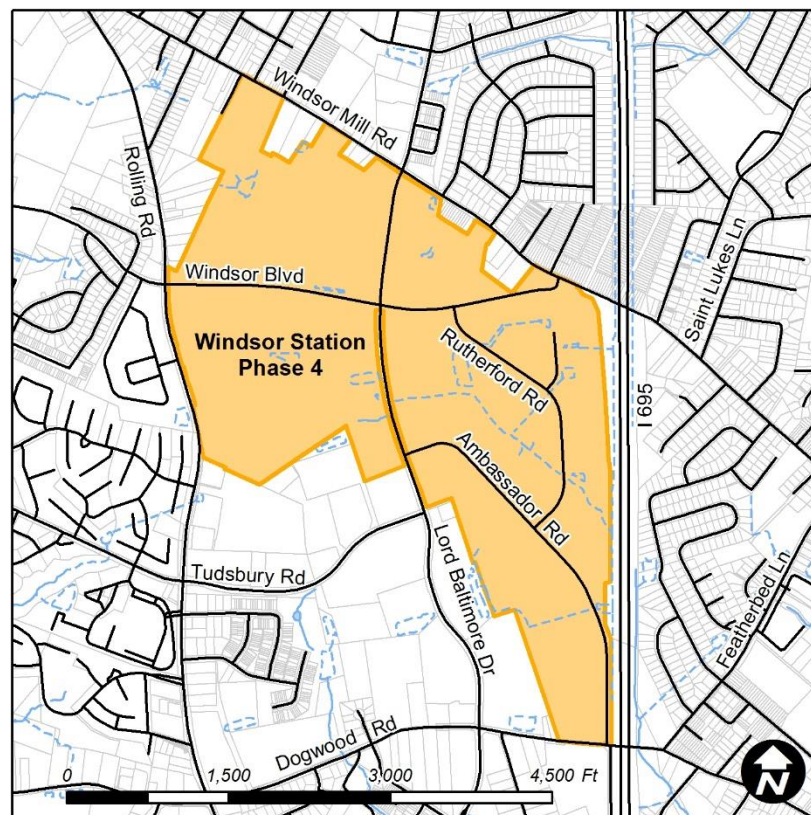 Windsor Mill Rd
Rolling Rd
Saint Lukes Ln
Windsor Blvd
Windsor Station
Phase 4
Rutherford Rd
I 695
Ambassador Rd
Lord Baltimore Dr
Tudsbury Rd
Featherbed Ln
Dogwood Rd
0 1,500 3,000 4,500 Ft
N